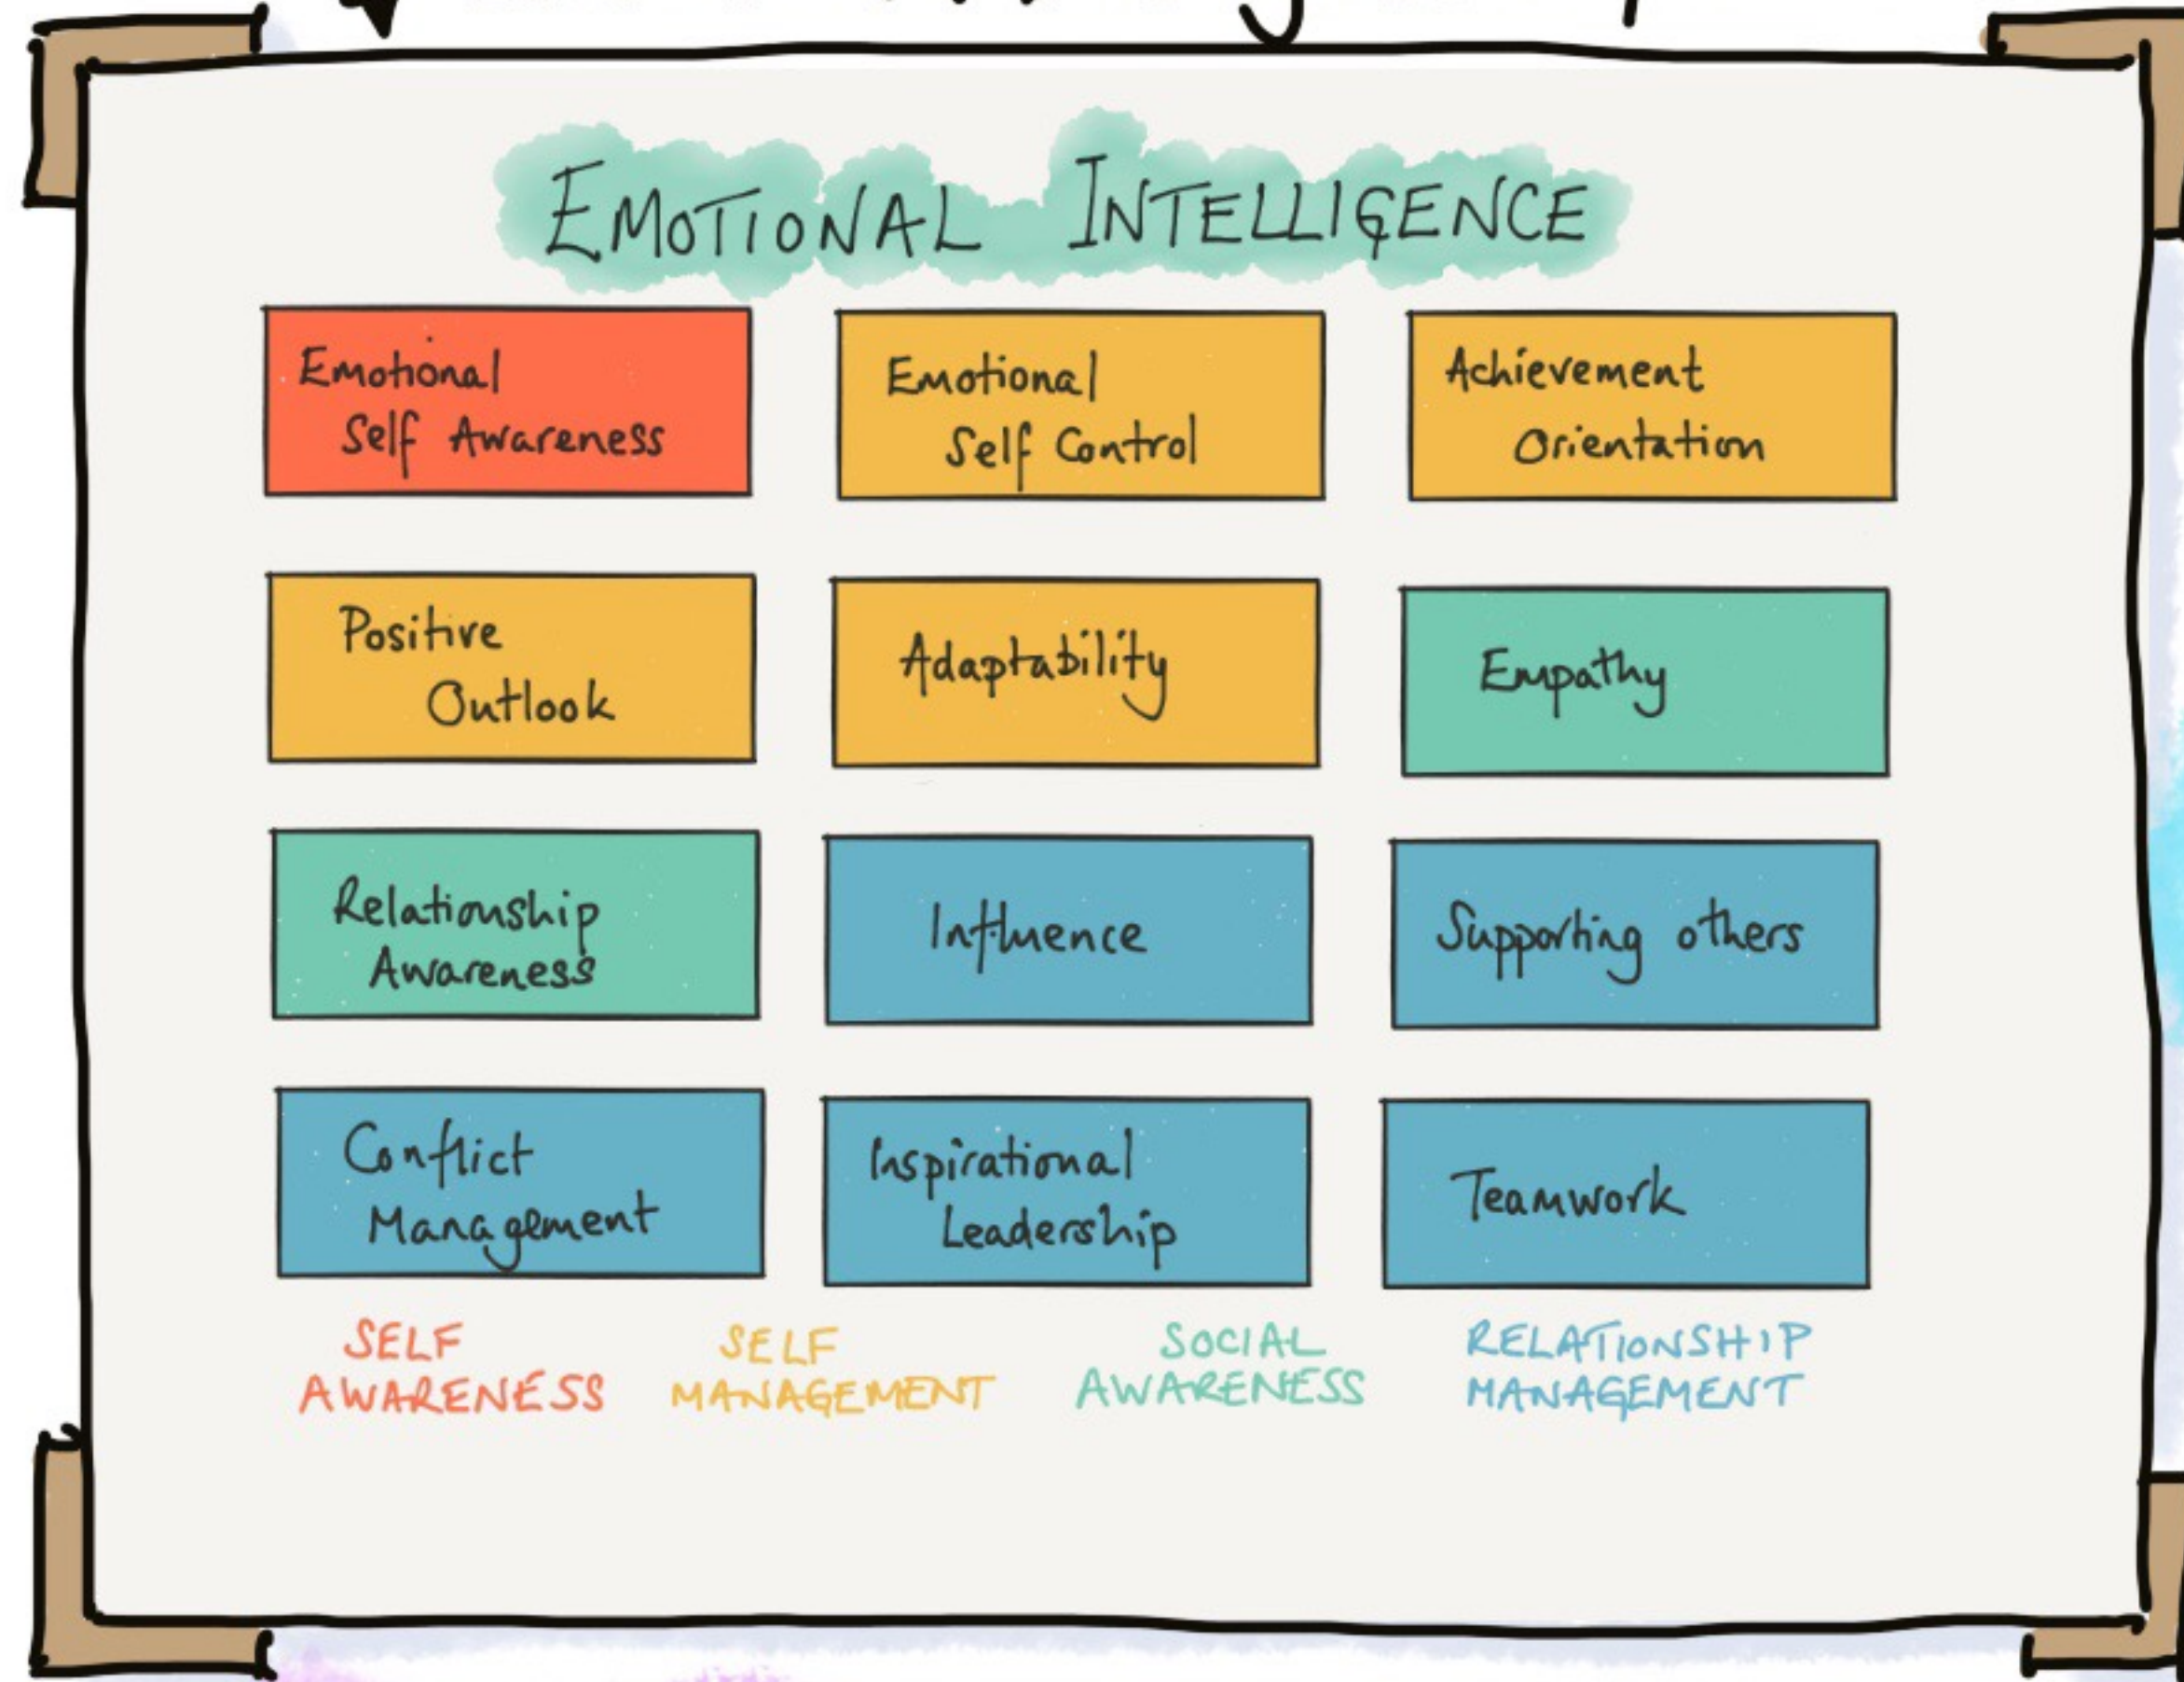 EMOTIONAL INTELLIGENCE
Emotional
Self Awareness
Emotional
Self Control
Achievement
Orientation
Positive
Outlook
Adaptability
Empathy
Relationship
Awareness
Influence
Supporting others
Conflict
Management
Inspirational
Leadership
Teamwork
SELF
AWARENESS
SELF
MANAGEMENT
SOCIAL
AWARENESS
RELATIONSHIP
MANAGEMENT